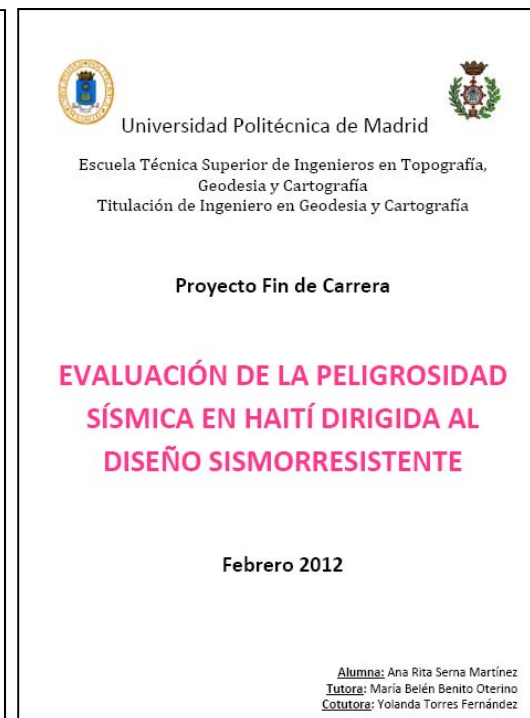 Universidad Politécnica de Madrid
Escuela Técnica Superior de Ingenieros en Topografía,
Geodesia y Cartografía
Titulación de Ingeniero en Geodesia y Cartografía
Proyecto Fin de Carrera
EVALUACIÓN DE LA PELIGROSIDAD
SÍSMICA EN HAITÍ DIRIGIDA AL
DISEÑO SISMORRESISTENTE
Febrero 2012
Alumna: Ana Rita Serna Martínez
Tutora: María Belén Benito Oterino
Cotutora: Yolanda Torres Fernández